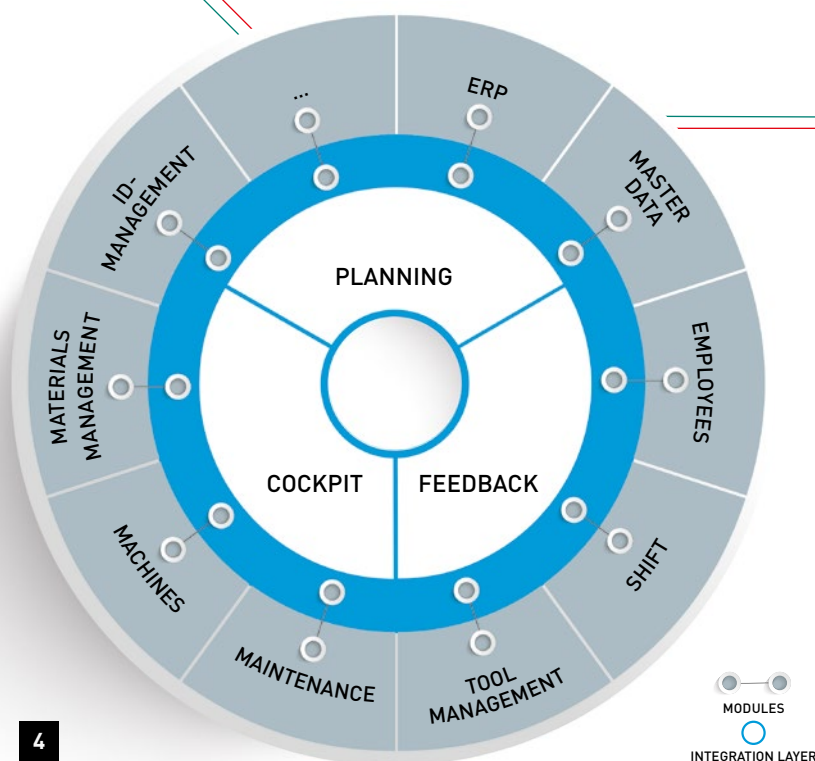 ...
ERP
MASTER
DATA
EMPLOYEES
SHIFT
TOOL
MANAGEMENT
MAINTENANCE
MACHINES
MATERIALS
MANAGEMENT
ID-
MANAGEMENT
PLANNING
COCKPIT
FEEDBACK
MODULES
INTEGRATION LAYER
4